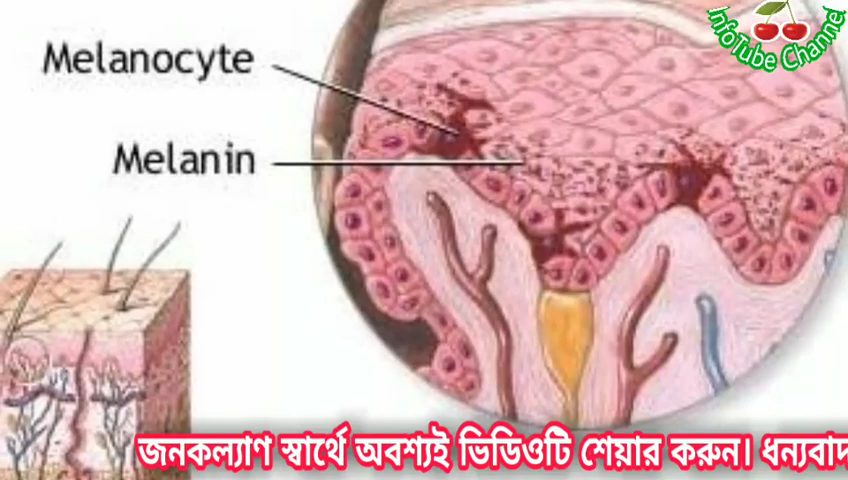 InfoTube Channel
Melanocyte
Melanin
জনকল্যাণ স্বার্থে অবশ্যই ভিডিওটি শেয়ার করুন। ধন্যবাদ